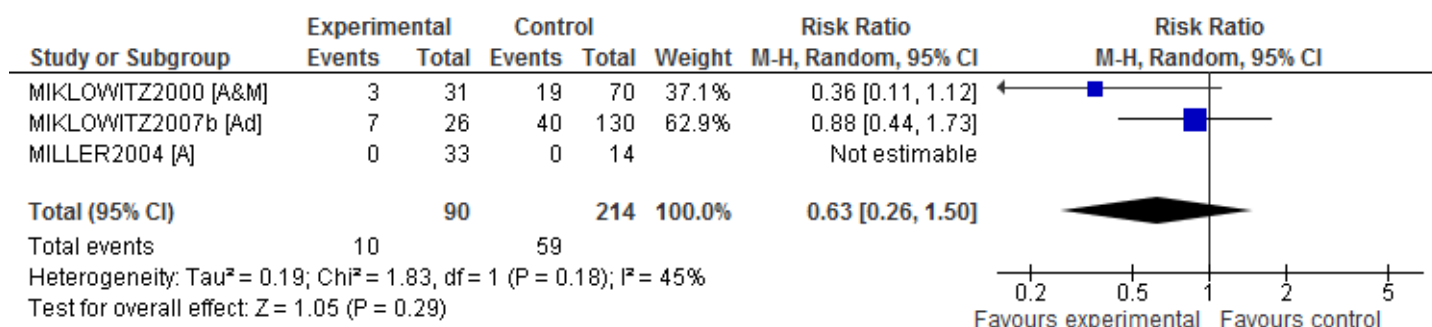 Experimental Control Risk Ratio Risk Ratio
Study or Subgroup Events Total Events Total Weight M-H, Random, 95% CI M-H, Random, 95% CI
MIKLOWITZ2000 [A&M] 3 31 19 70 37.1% 0.36 [0.11, 1.12]
MIKLOWITZ2007b [Ad] 7 26 40 130 62.9% 0.88 [0.44, 1.73]
MILLER2004 [A] 0 33 0 14 Not estimable
Total (95% CI) 90 214 100.0% 0.63 [0.26, 1.50]
Total events 10 59
Heterogeneity: Tau² = 0.19; Chi² = 1.83, df = 1 (P = 0.18); I² = 45%
Test for overall effect: Z = 1.05 (P = 0.29)
0.2 0.5 1 2 5
Favours experimental Favours control